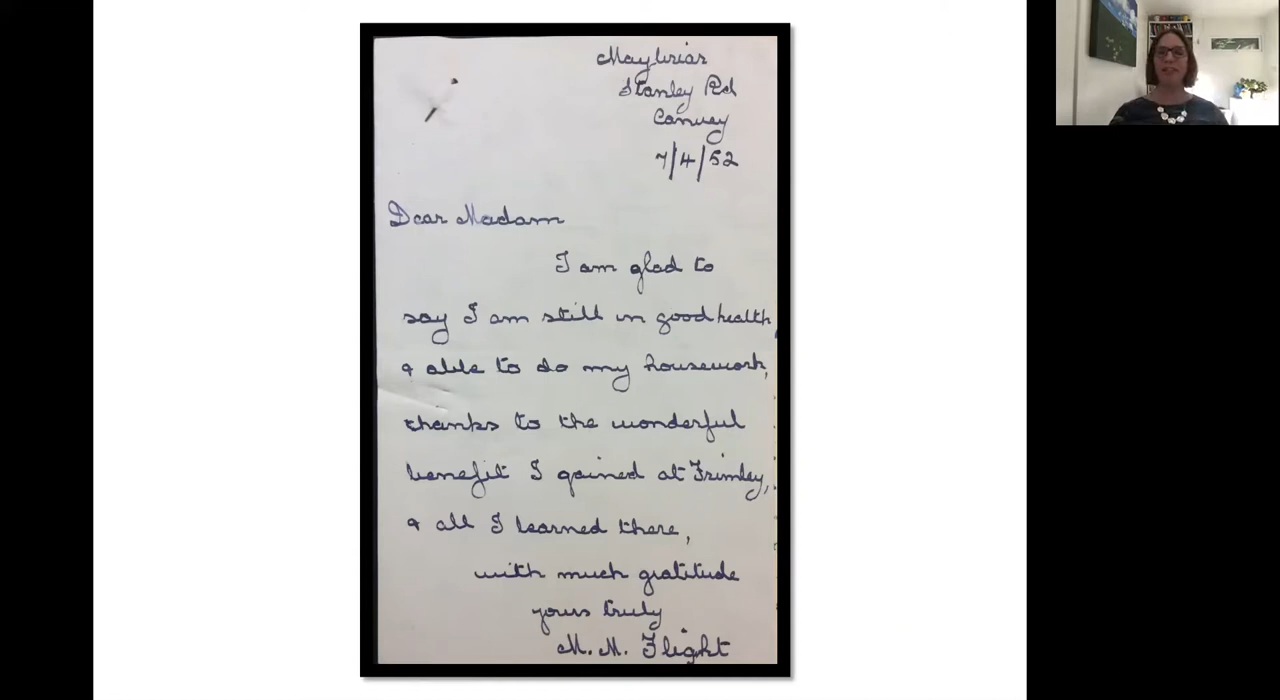 Maybriar
Stanley Rd
Canvey
7/4/52
Dear Madam
I am glad to
say I am still in good health,
& able to do my housework,
thanks to the wonderful
benefit I gained at Frimley,
& all I learned there,
with much gratitude
yours truly
M. M. Flight